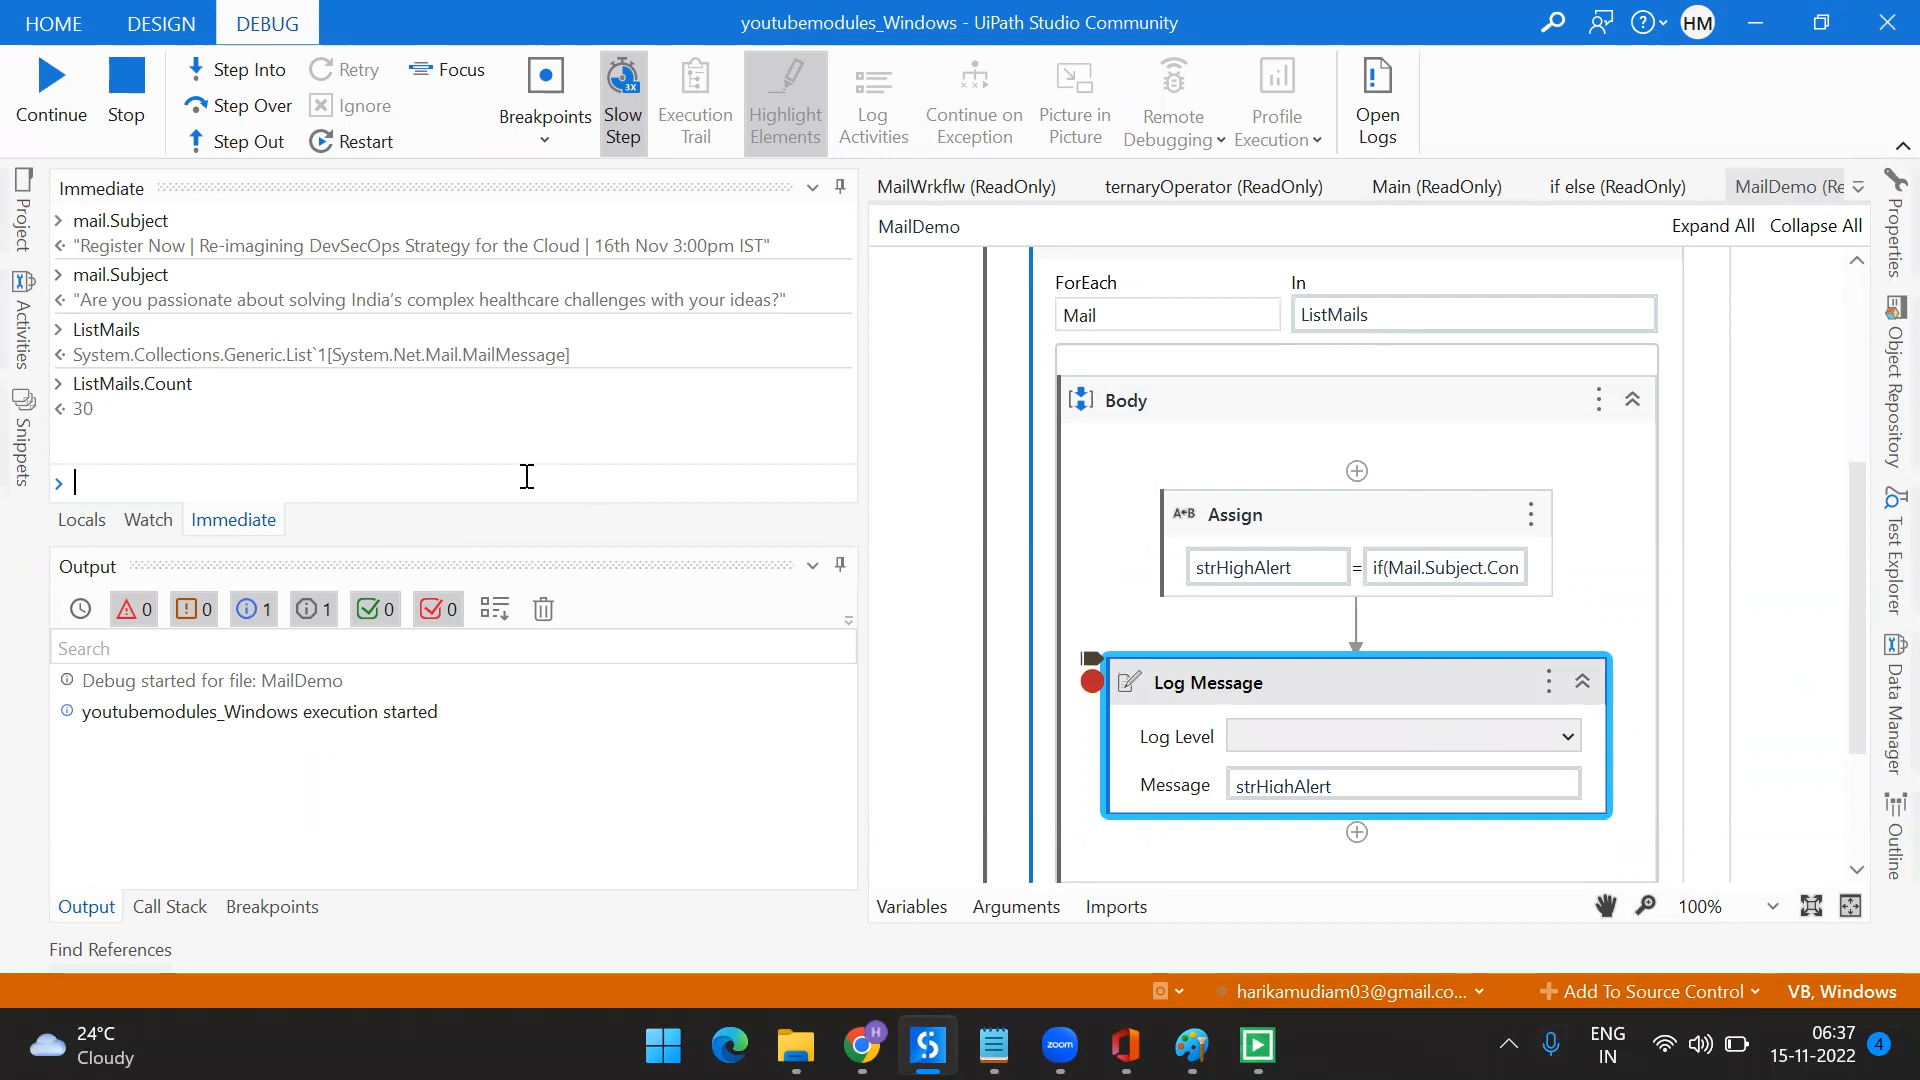 HOME DESIGN DEBUG
youtubemodules_Windows - UiPath Studio Community
HM
Continue
Stop
Step Into
Step Over
Step Out
Retry
Ignore
Restart
Focus
Breakpoints
Slow
Step
Execution
Trail
Highlight
Elements
Log
Activities
Continue on
Exception
Picture in
Picture
Remote
Debugging
Profile
Execution
Open
Logs
3X
Project
Activities
Snippets
Immediate
mail.Subject
"Register Now | Re-imagining DevSecOps Strategy for the Cloud | 16th Nov 3:00pm IST"
mail.Subject
"Are you passionate about solving India's complex healthcare challenges with your ideas?"
ListMails
System.Collections.Generic.List`1[System.Net.Mail.MailMessage]
ListMails.Count
30
Locals Watch Immediate
Output
0 0 1 1 0 0
Search
Debug started for file: MailDemo
youtubemodules_Windows execution started
Output Call Stack Breakpoints
Find References
MailWrkflw (ReadOnly) ternaryOperator (ReadOnly) Main (ReadOnly) if else (ReadOnly) MailDemo (Re
MailDemo
Expand All Collapse All
ForEach In
Mail ListMails
Body
A←B Assign
strHighAlert = if(Mail.Subject.Con
Log Message
Log Level
Message strHighAlert
Variables Arguments Imports
100%
Properties
Object Repository
Test Explorer
Data Manager
Outline
harikamudiam03@gmail.co...
Add To Source Control
VB, Windows
24°C
Cloudy
H
zoom
ENG
IN
06:37
15-11-2022
4